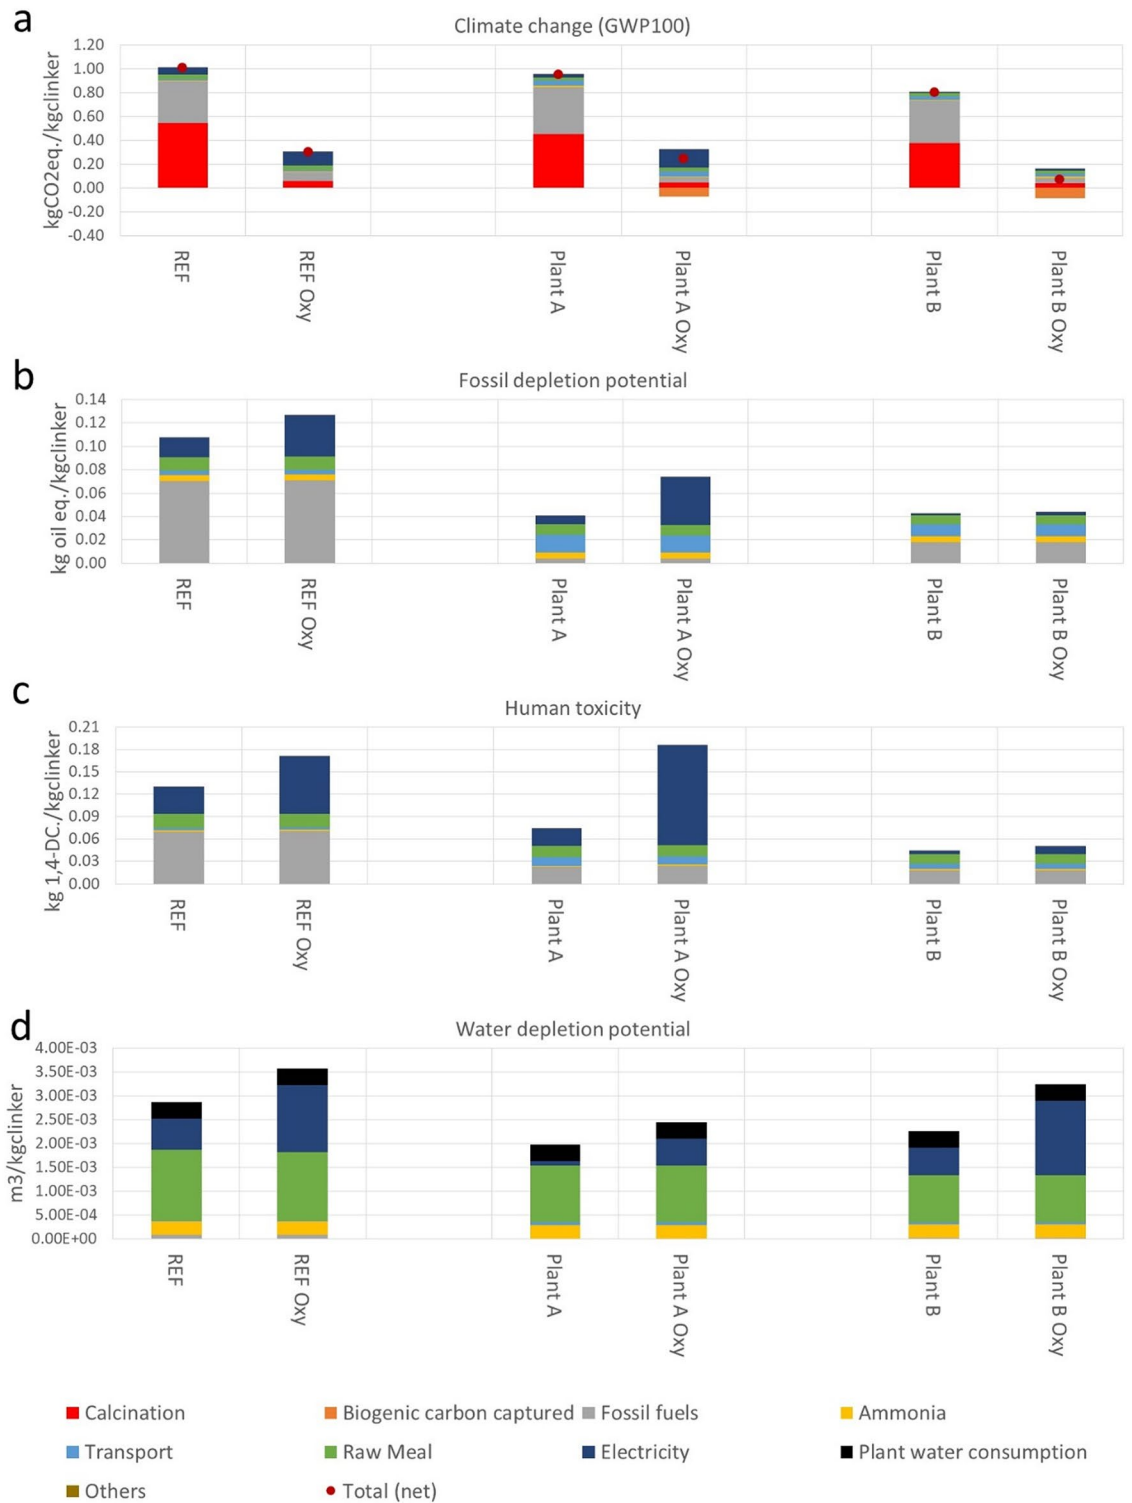 a
Climate change (GWP100)
kgCO2eq./kgclinker
1.20
1.00
0.80
0.60
0.40
0.20
0.00
-0.20
-0.40
REF
REF Oxy
Plant A
Plant A Oxy
Plant B
Plant B Oxy
b
Fossil depletion potential
kg oil eq./kgclinker
0.14
0.12
0.10
0.08
0.06
0.04
0.02
0.00
REF
REF Oxy
Plant A
Plant A Oxy
Plant B
Plant B Oxy
c
Human toxicity
kg 1,4-DC./kgclinker
0.21
0.18
0.15
0.12
0.09
0.06
0.03
0.00
REF
REF Oxy
Plant A
Plant A Oxy
Plant B
Plant B Oxy
d
Water depletion potential
m3/kgclinker
4.00E-03
3.50E-03
3.00E-03
2.50E-03
2.00E-03
1.50E-03
1.00E-03
5.00E-04
0.00E+00
REF
REF Oxy
Plant A
Plant A Oxy
Plant B
Plant B Oxy
Calcination
Biogenic carbon captured
Fossil fuels
Ammonia
Transport
Raw Meal
Electricity
Plant water consumption
Others
Total (net)